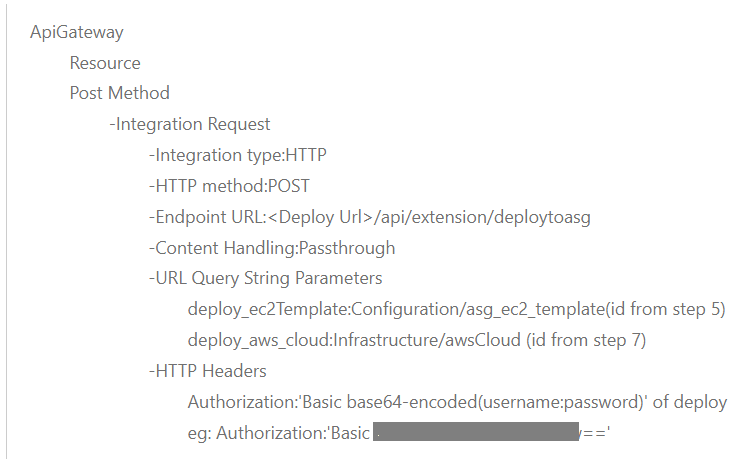 ApiGateway
Resource
Post Method
-Integration Request
-Integration type:HTTP
-HTTP method:POST
-Endpoint URL:<Deploy Url>/api/extension/deploytoasg
-Content Handling:Passthrough
-URL Query String Parameters
deploy_ec2Template:Configuration/asg_ec2_template(id from step 5)
deploy_aws_cloud:Infrastructure/awsCloud (id from step 7)
-HTTP Headers
Authorization:'Basic base64-encoded(username:password)' of deploy
eg: Authorization:'Basic =='